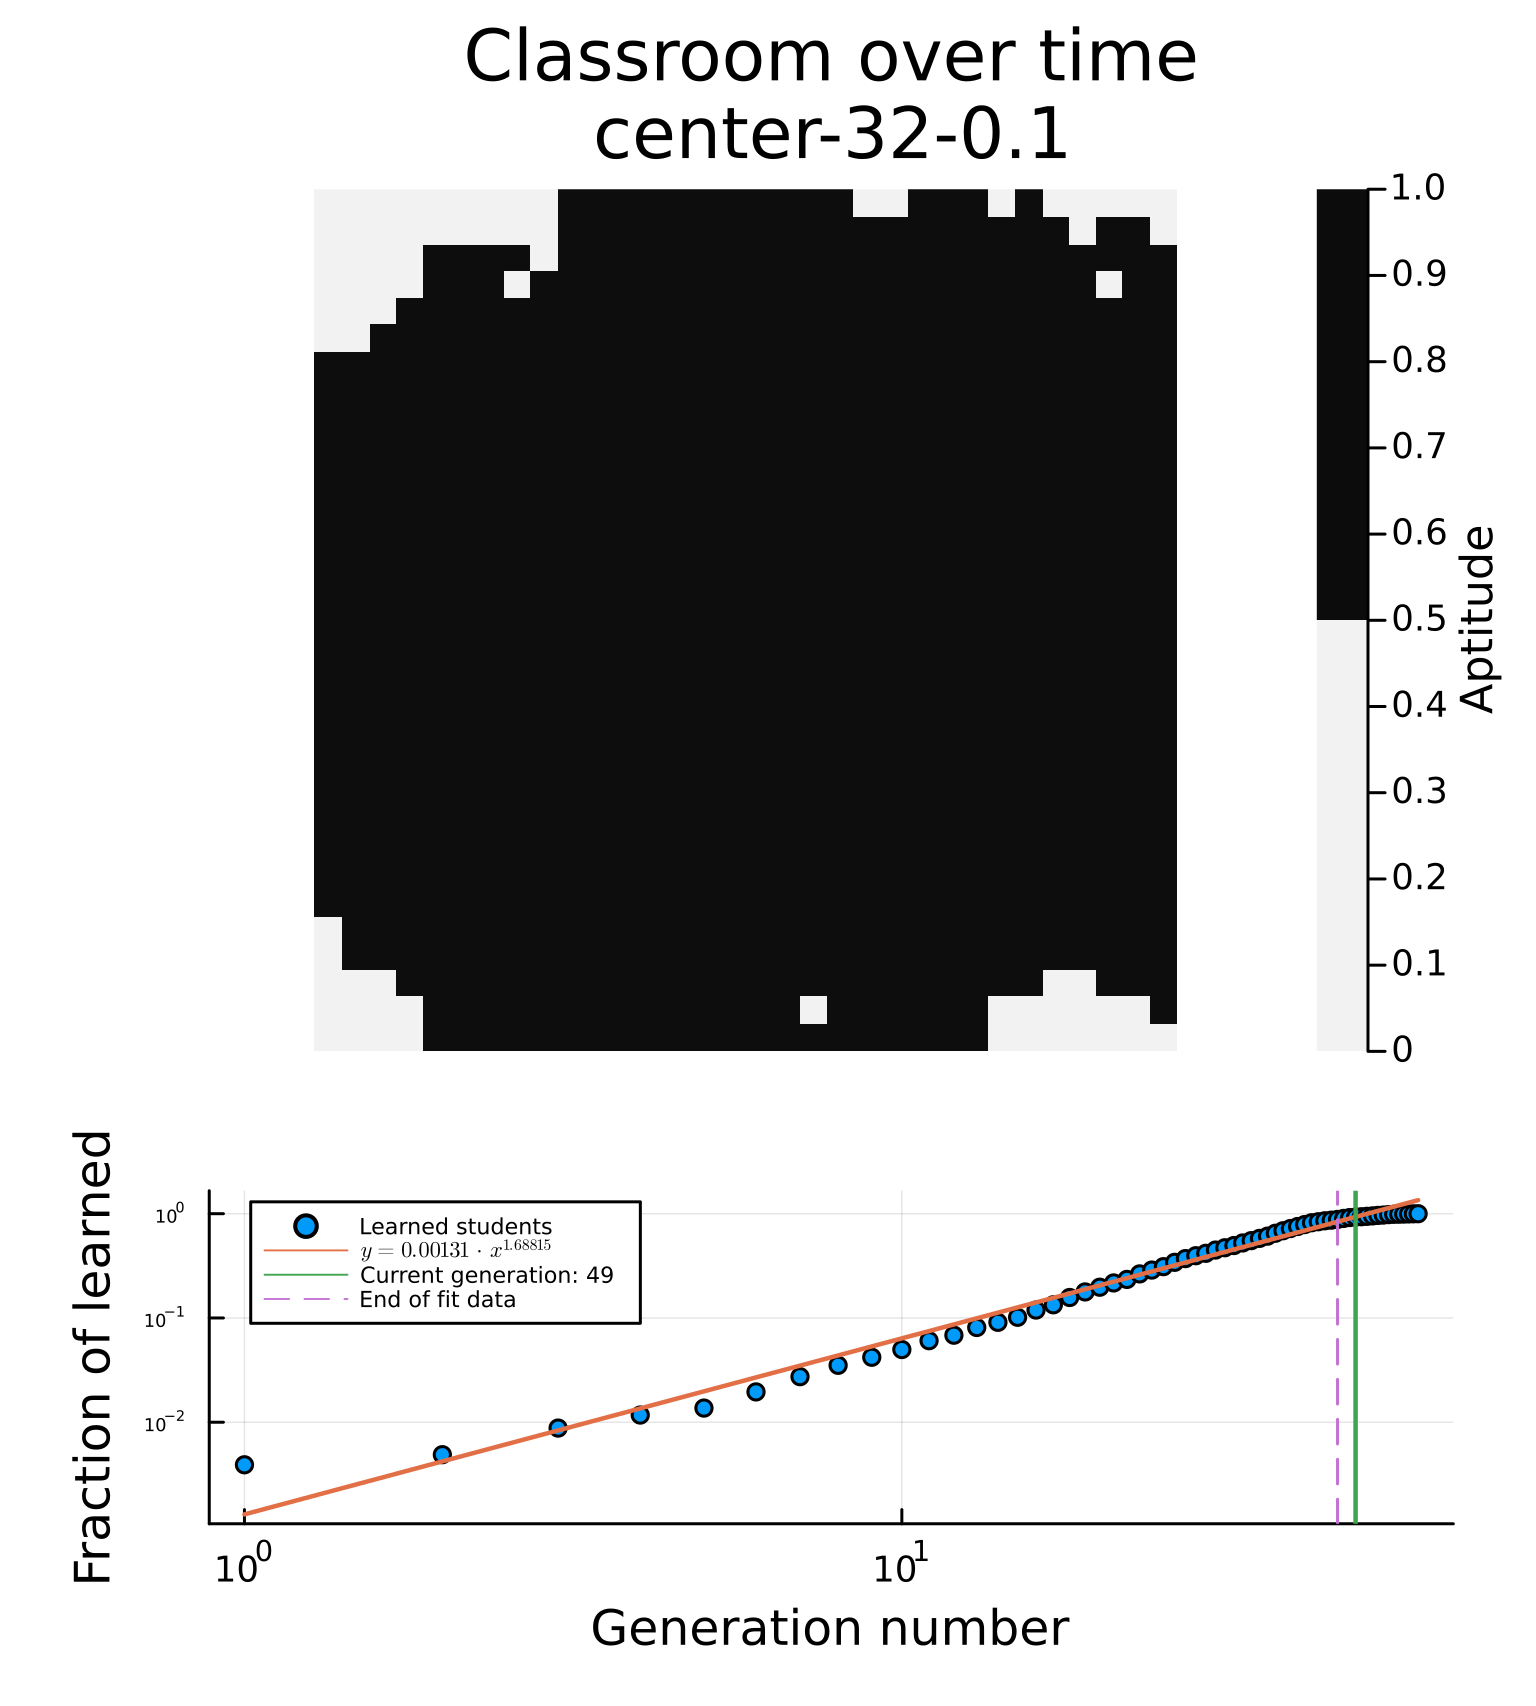 Classroom over time
center-32-0.1
1.0
0.9
0.8
0.7
0.6
0.5
0.4
0.3
0.2
0.1
0
Aptitude
Fraction of learned
10⁰
10⁻¹
10⁻²
Learned students
y = 0.00131 · x^1.68815
Current generation: 49
End of fit data
10⁰
10¹
Generation number